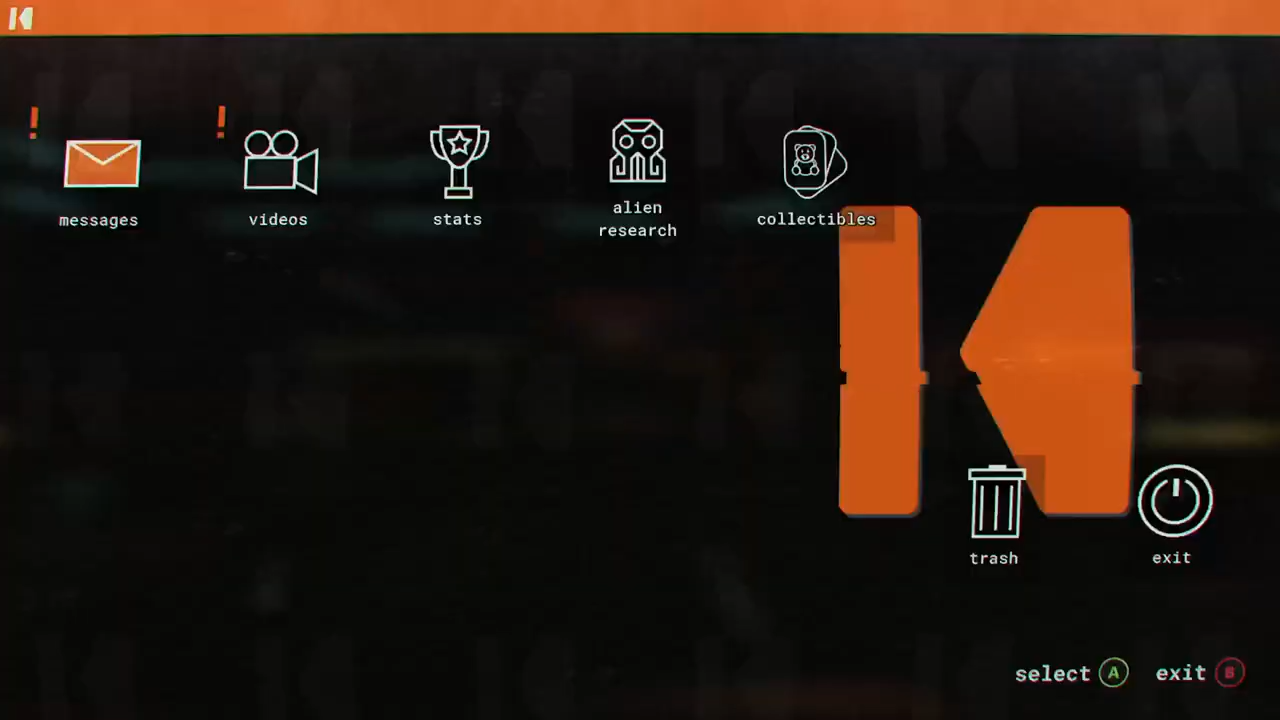 !
!
messages
videos
stats
alien
research
collectibles
trash
exit
select A exit B